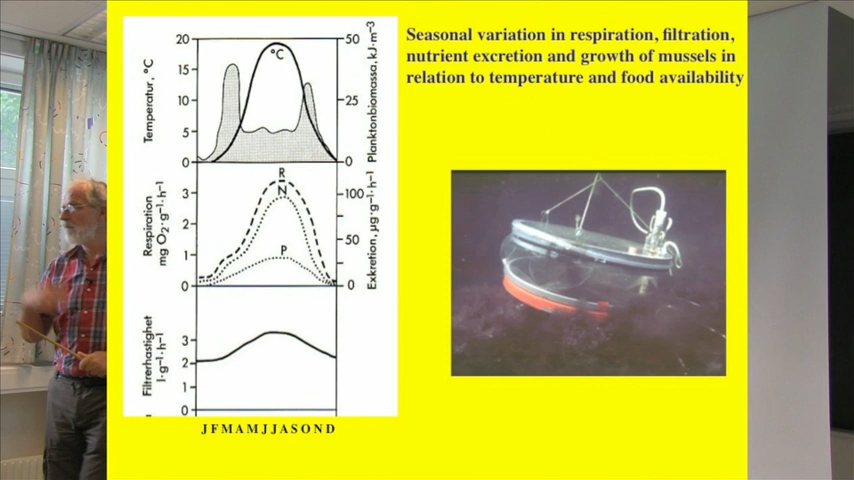 Seasonal variation in respiration, filtration,
nutrient excretion and growth of mussels in
relation to temperature and food availability
Temperatur, °C
20
15
10
5
0
°C
50
25
0
Planktonbiomassa, kJ·m⁻³
Respiration
mg O₂·g⁻¹·h⁻¹
3
2
1
0
R
N
P
100
50
0
Exkretion, µg·g⁻¹·h⁻¹
Filtrerhastighet
l·g⁻¹·h⁻¹
3
2
1
0
J F M A M J J A S O N D